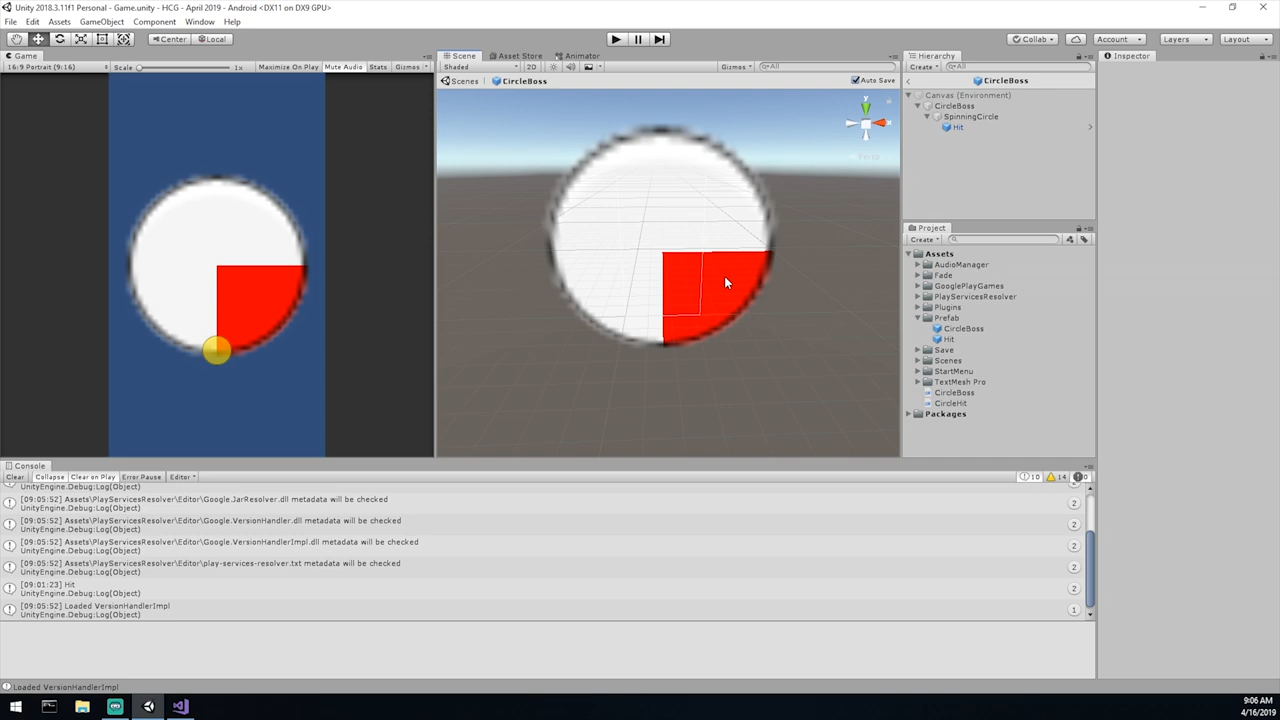 Unity 2018.3.11f1 Personal - Game.unity - HCG - April 2019 - Android <DX11 on DX9 GPU>
File Edit Assets GameObject Component Window Help
Center Local Collab Account Layers Layout
Game Scene Asset Store Animator Hierarchy Inspector
16:9 Portrait (9:16) Scale 1x Maximize On Play Mute Audio Stats Gizmos Shaded 2D Gizmos All Create All
Scenes CircleBoss Auto Save CircleBoss
Canvas (Environment)
CircleBoss
SpinningCircle
Hit
y
Persp
Project
Create
Assets
AudioManager
Fade
GooglePlayGames
PlayServicesResolver
Plugins
Prefab
CircleBoss
Hit
Save
Scenes
StartMenu
TextMesh Pro
CircleBoss
CircleHit
Packages
Console
Clear Collapse Clear on Play Error Pause Editor 10 14 0
UnityEngine.Debug:Log(Object)
[09:05:52] Assets\PlayServicesResolver\Editor\Google.JarResolver.dll metadata will be checked 2
UnityEngine.Debug:Log(Object)
[09:05:52] Assets\PlayServicesResolver\Editor\Google.VersionHandler.dll metadata will be checked 2
UnityEngine.Debug:Log(Object)
[09:05:52] Assets\PlayServicesResolver\Editor\Google.VersionHandlerImpl.dll metadata will be checked 2
UnityEngine.Debug:Log(Object)
[09:05:52] Assets\PlayServicesResolver\Editor\play-services-resolver.txt metadata will be checked 2
UnityEngine.Debug:Log(Object)
[09:01:23] Hit 2
UnityEngine.Debug:Log(Object)
[09:05:52] Loaded VersionHandlerImpl 1
UnityEngine.Debug:Log(Object)
Loaded VersionHandlerImpl
9:06 AM
4/16/2019